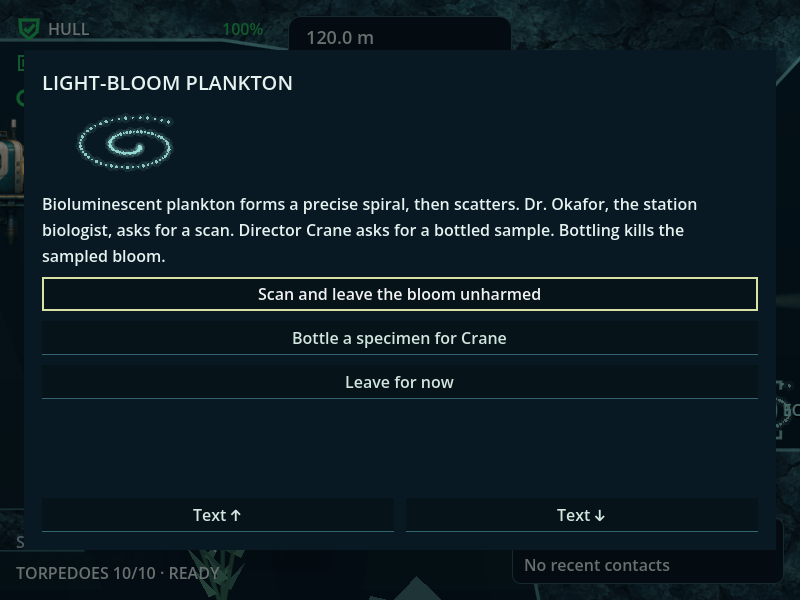 HULL 100%
120.0 m
LIGHT-BLOOM PLANKTON
Bioluminescent plankton forms a precise spiral, then scatters. Dr. Okafor, the station
biologist, asks for a scan. Director Crane asks for a bottled sample. Bottling kills the
sampled bloom.
Scan and leave the bloom unharmed
Bottle a specimen for Crane
Leave for now
Text ↑ Text ↓
No recent contacts
TORPEDOES 10/10 · READY